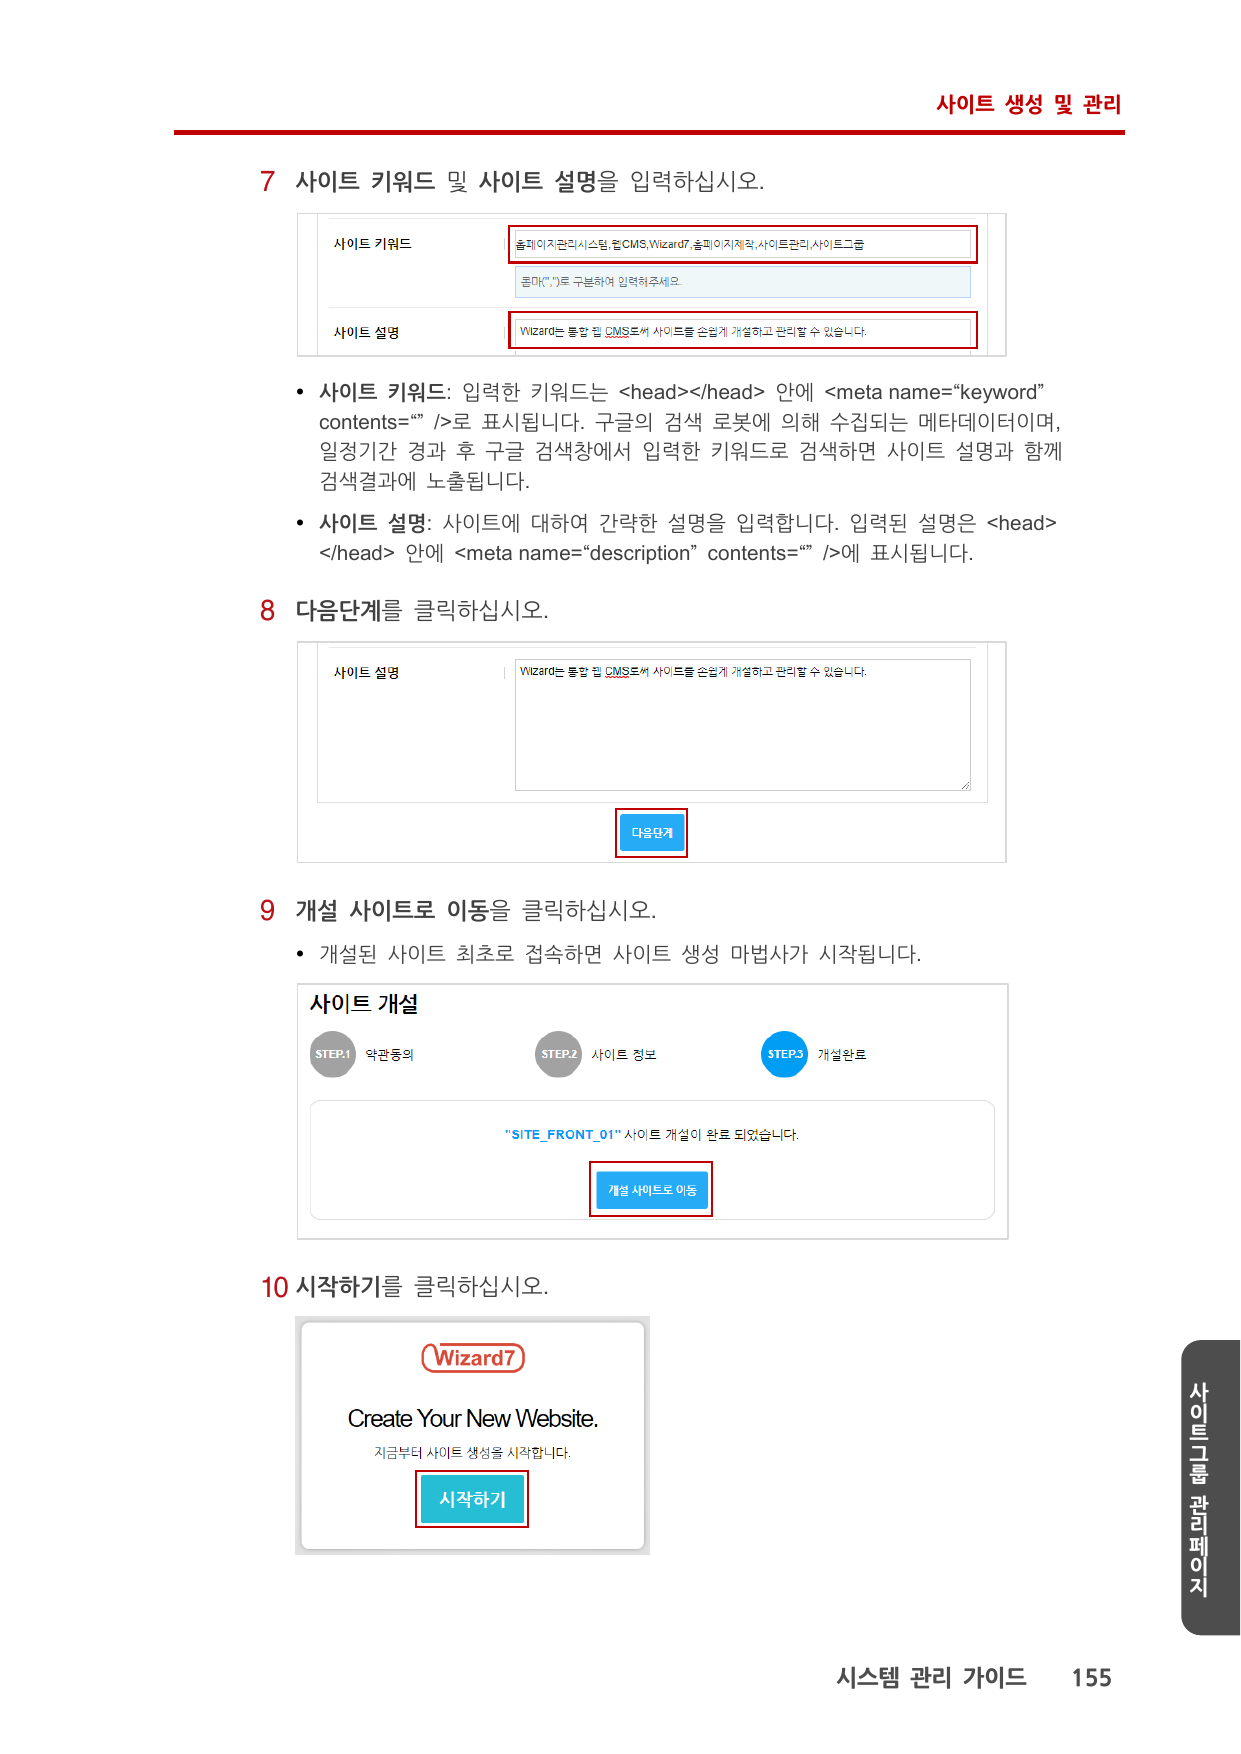 사이트 생성 및 관리
7 사이트 키워드 및 사이트 설명을 입력하십시오.
사이트 키워드
홈페이지관리시스템,웹CMS,Wizard7,홈페이지제작,사이트관리,사이트그룹
콤마(",")로 구분하여 입력해주세요.
사이트 설명
Wizard는 통합 웹 CMS로써 사이트를 손쉽게 개설하고 관리할 수 있습니다.
• 사이트 키워드: 입력한 키워드는 <head></head> 안에 <meta name=“keyword”
contents=“” />로 표시됩니다. 구글의 검색 로봇에 의해 수집되는 메타데이터이며,
일정기간 경과 후 구글 검색창에서 입력한 키워드로 검색하면 사이트 설명과 함께
검색결과에 노출됩니다.
• 사이트 설명: 사이트에 대하여 간략한 설명을 입력합니다. 입력된 설명은 <head>
</head> 안에 <meta name=“description” contents=“” />에 표시됩니다.
8 다음단계를 클릭하십시오.
사이트 설명
Wizard는 통합 웹 CMS로써 사이트를 손쉽게 개설하고 관리할 수 있습니다.
다음단계
9 개설 사이트로 이동을 클릭하십시오.
• 개설된 사이트 최초로 접속하면 사이트 생성 마법사가 시작됩니다.
사이트 개설
STEP.1 약관동의 STEP.2 사이트 정보 STEP.3 개설완료
"SITE_FRONT_01" 사이트 개설이 완료 되었습니다.
개설 사이트로 이동
10 시작하기를 클릭하십시오.
Wizard7
Create Your New Website.
지금부터 사이트 생성을 시작합니다.
시작하기
사이트그룹 관리페이지
시스템 관리 가이드 155